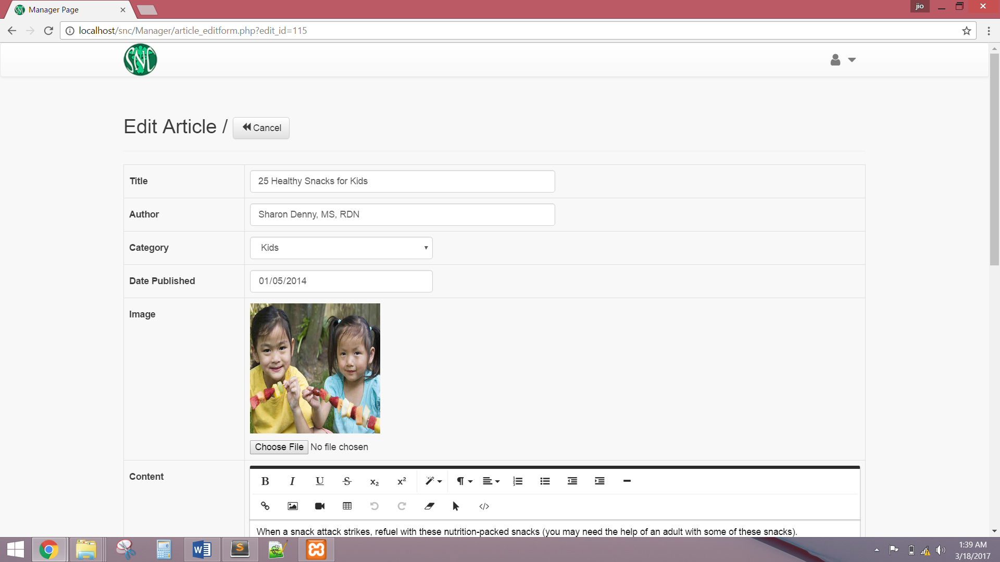 Manager Page
jio
localhost/snc/Manager/article_editform.php?edit_id=115
SNC
Edit Article / Cancel
Title
25 Healthy Snacks for Kids
Author
Sharon Denny, MS, RDN
Category
Kids
Date Published
01/05/2014
Image
Choose File No file chosen
Content
B I U S x₂ x²
When a snack attack strikes, refuel with these nutrition-packed snacks (you may need the help of an adult with some of these snacks).
1:39 AM
3/18/2017